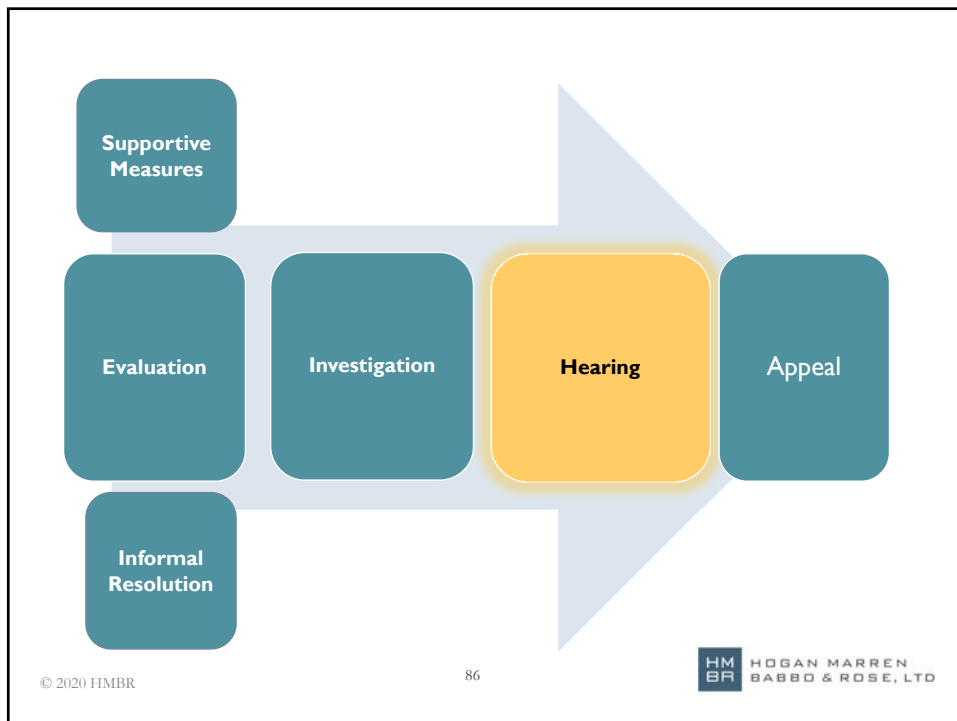 Supportive
Measures
Evaluation
Investigation
Hearing
Appeal
Informal
Resolution
© 2020 HMBR
86
HM
BR
HOGAN MARREN
BABBO & ROSE, LTD